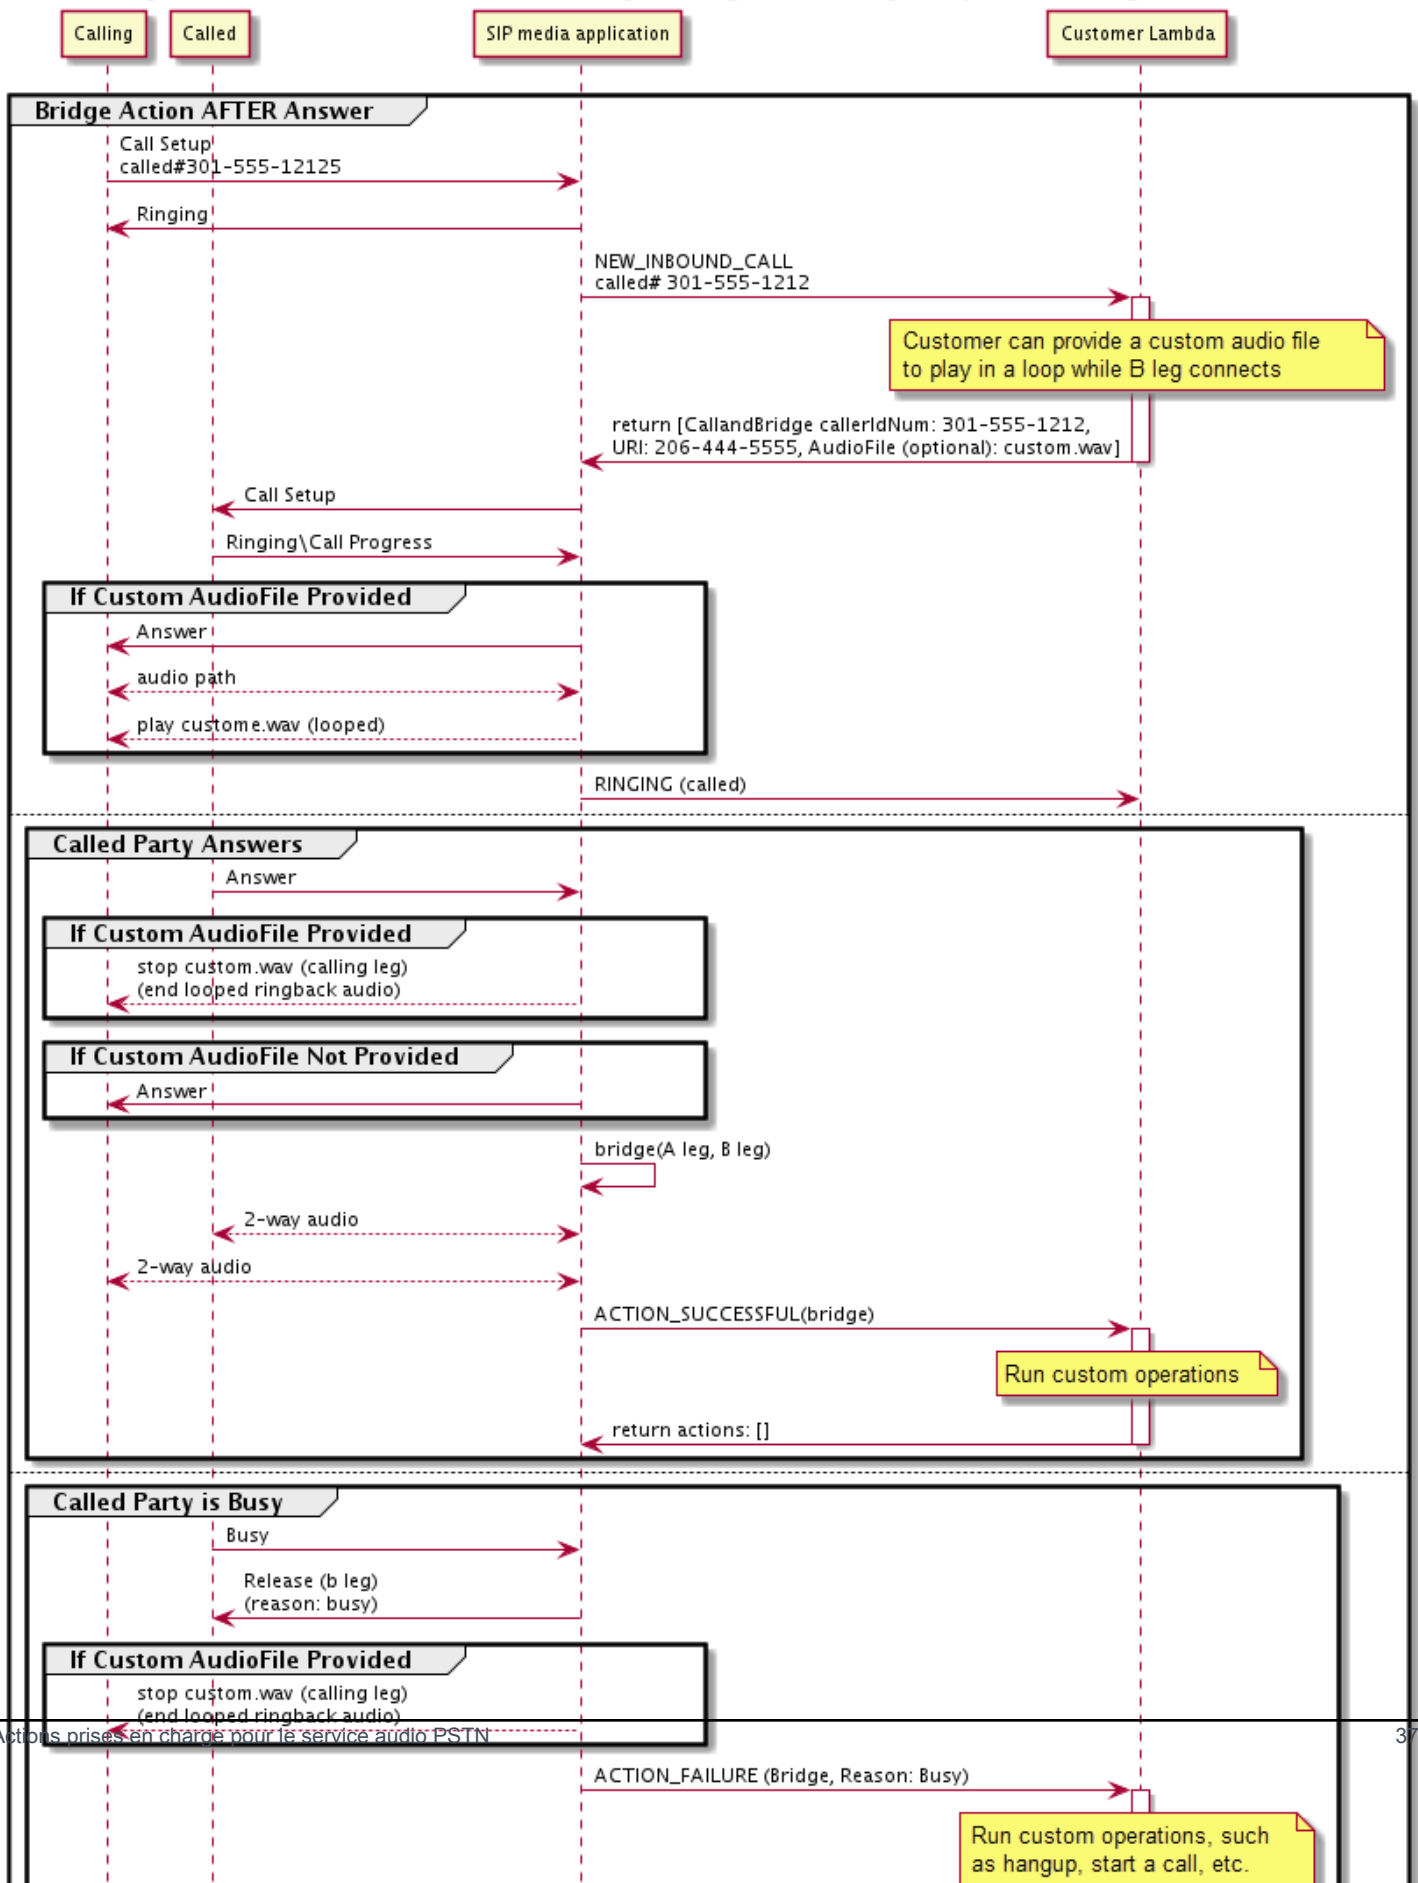 Calling
Called
SIP media application
Customer Lambda
Bridge Action AFTER Answer
Call Setup
called#301-555-12125
Ringing
NEW_INBOUND_CALL
called# 301-555-1212
Customer can provide a custom audio file
to play in a loop while B leg connects
return [CallandBridge callerIdNum: 301-555-1212,
URI: 206-444-5555, AudioFile (optional): custom.wav]
Call Setup
Ringing\Call Progress
If Custom AudioFile Provided
Answer
audio path
play custome.wav (looped)
RINGING (called)
Called Party Answers
Answer
If Custom AudioFile Provided
stop custom.wav (calling leg)
(end looped ringback audio)
If Custom AudioFile Not Provided
Answer
bridge(A leg, B leg)
2-way audio
2-way audio
ACTION_SUCCESSFUL(bridge)
Run custom operations
return actions: []
Called Party is Busy
Busy
Release (b leg)
(reason: busy)
If Custom AudioFile Provided
stop custom.wav (calling leg)
(end looped ringback audio)
Actions prises en charge pour le service audio PSTN 37
ACTION_FAILURE (Bridge, Reason: Busy)
Run custom operations, such
as hangup, start a call, etc.